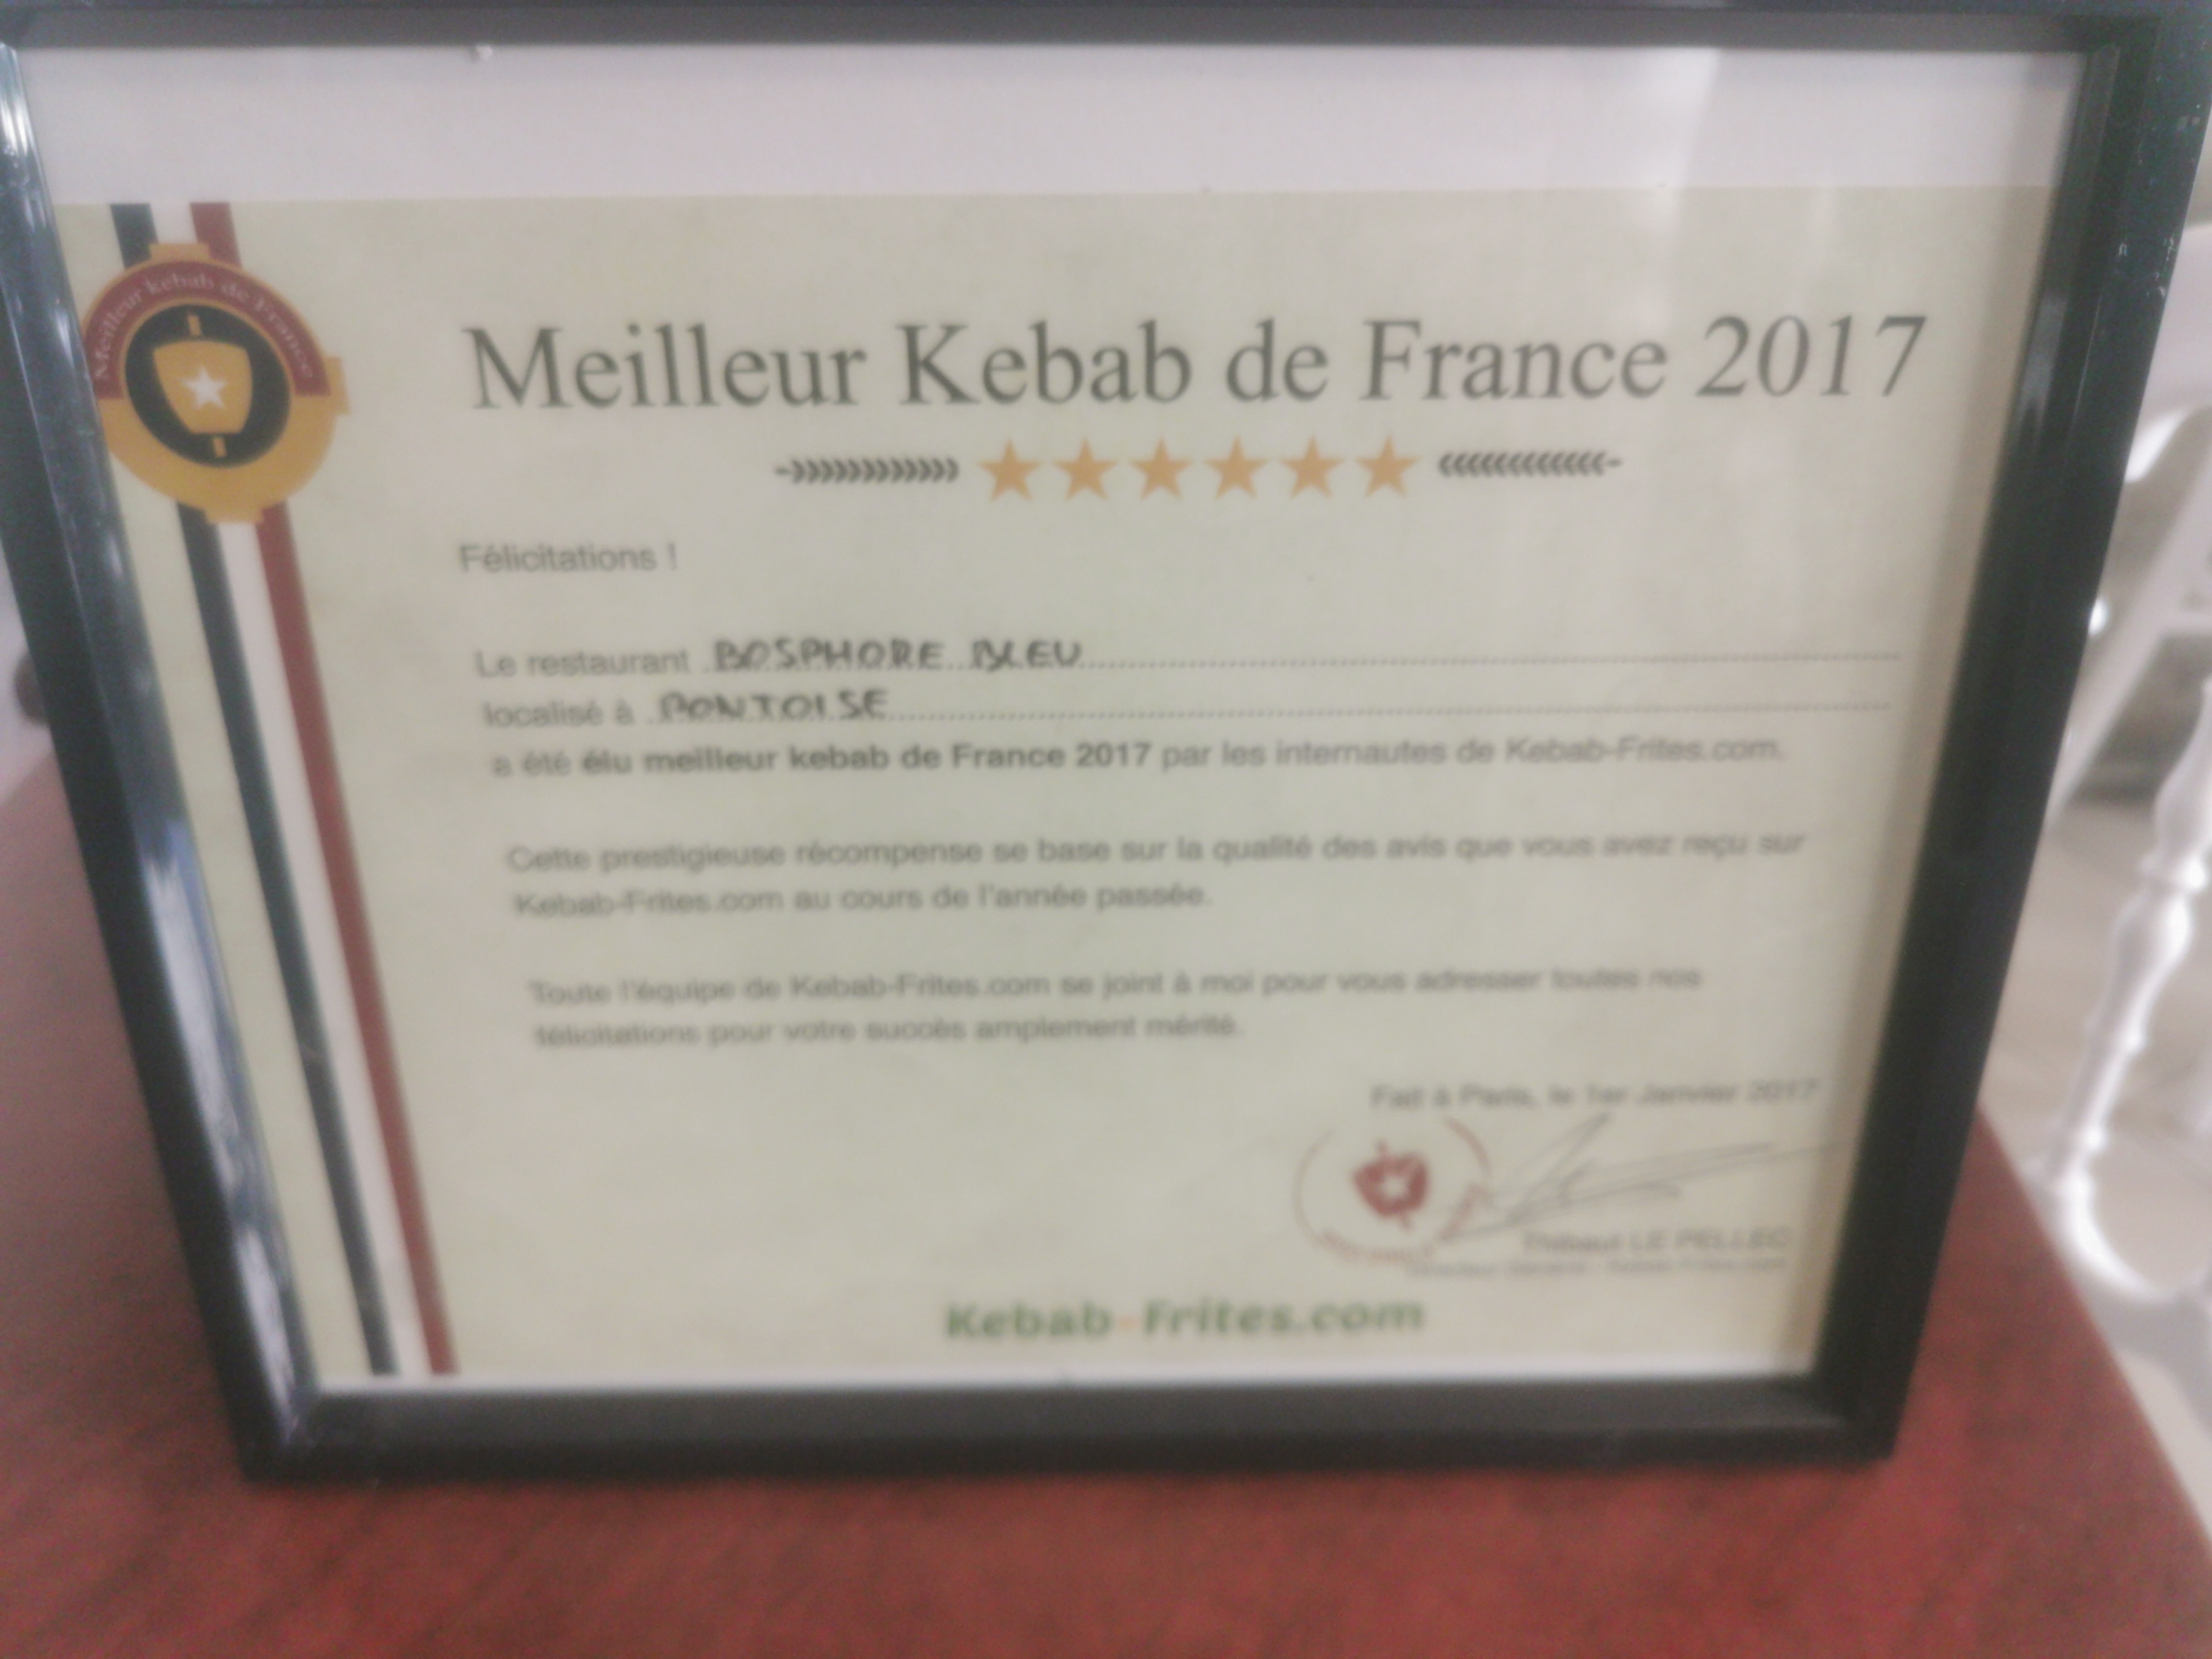 Meilleur kebab de France
Meilleur Kebab de France 2017
Félicitations !
Le restaurant BOSPHORE BLEU
localisé à PONTOISE
a été élu meilleur kebab de France 2017 par les internautes de Kebab-Frites.com.
Cette prestigieuse récompense se base sur la qualité des avis que vous avez reçu sur
Kebab-Frites.com au cours de l'année passée.
Toute l'équipe de Kebab-Frites.com se joint à moi pour vous adresser toutes nos
félicitations pour votre succès amplement mérité.
Fait à Paris, le 1er Janvier 2017
Thibaut LE PELLEC
Kebab-Frites.com